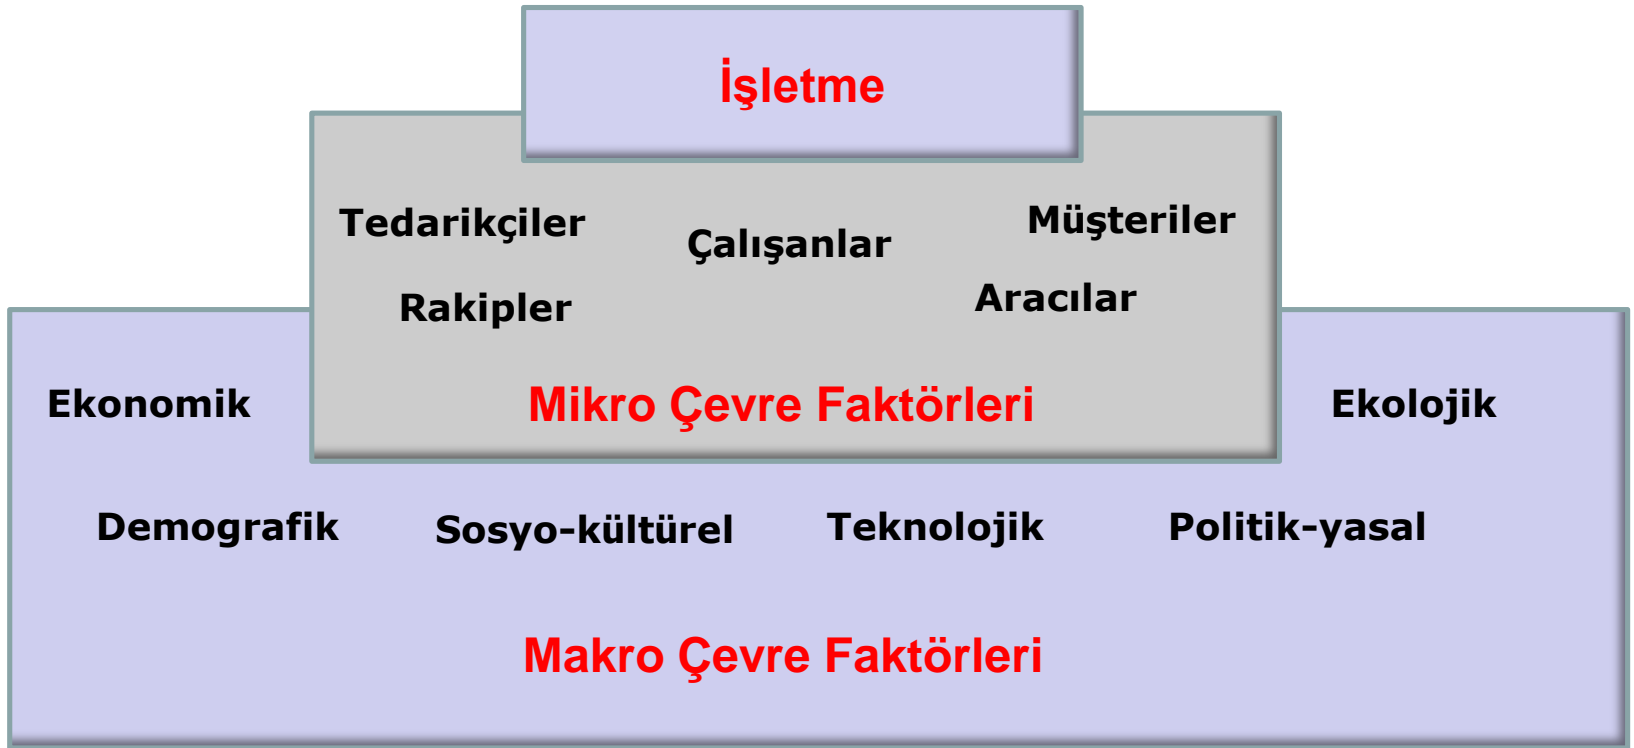 İşletme
Tedarikçiler
Çalışanlar
Müşteriler
Rakipler
Aracılar
Mikro Çevre Faktörleri
Ekonomik
Ekolojik
Demografik
Sosyo-kültürel
Teknolojik
Politik-yasal
Makro Çevre Faktörleri